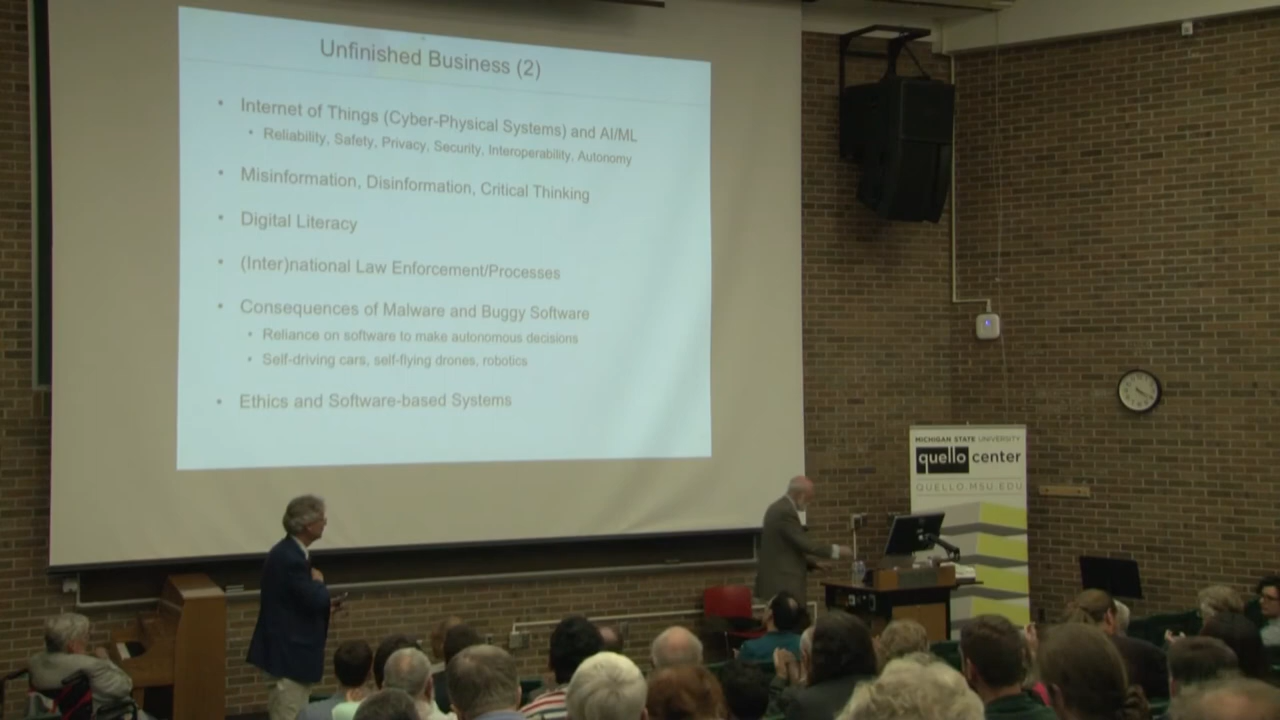 Unfinished Business (2)
• Internet of Things (Cyber-Physical Systems) and AI/ML
• Reliability, Safety, Privacy, Security, Interoperability, Autonomy
• Misinformation, Disinformation, Critical Thinking
• Digital Literacy
• (Inter)national Law Enforcement/Processes
• Consequences of Malware and Buggy Software
• Reliance on software to make autonomous decisions
• Self-driving cars, self-flying drones, robotics
• Ethics and Software-based Systems
MICHIGAN STATE UNIVERSITY
quello center
QUELLO.MSU.EDU